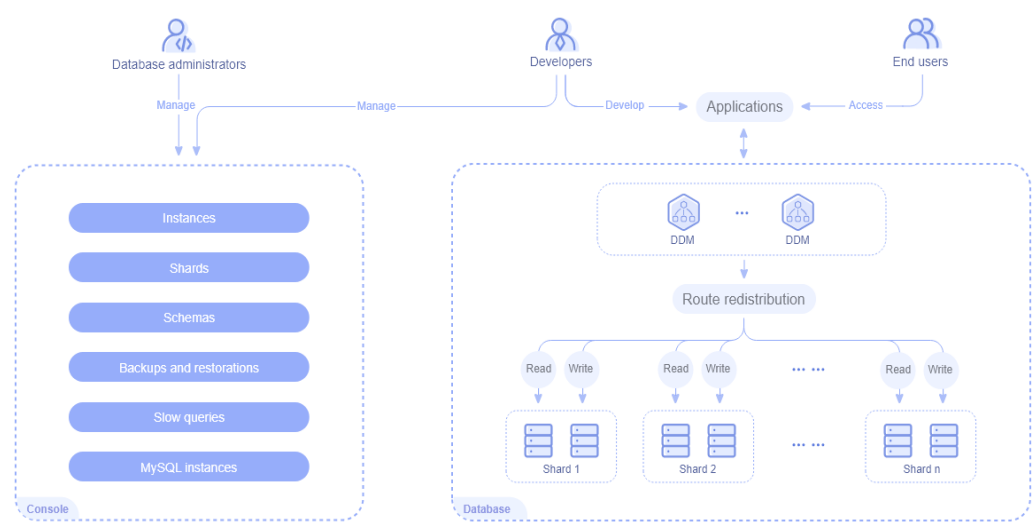 Database administrators
Developers
End users
Manage
Manage
Develop
Applications
Access
Instances
Shards
Schemas
Backups and restorations
Slow queries
MySQL instances
Console
DDM
...
DDM
Route redistribution
Read
Write
Read
Write
... ...
Read
Write
Shard 1
Shard 2
... ...
Shard n
Database